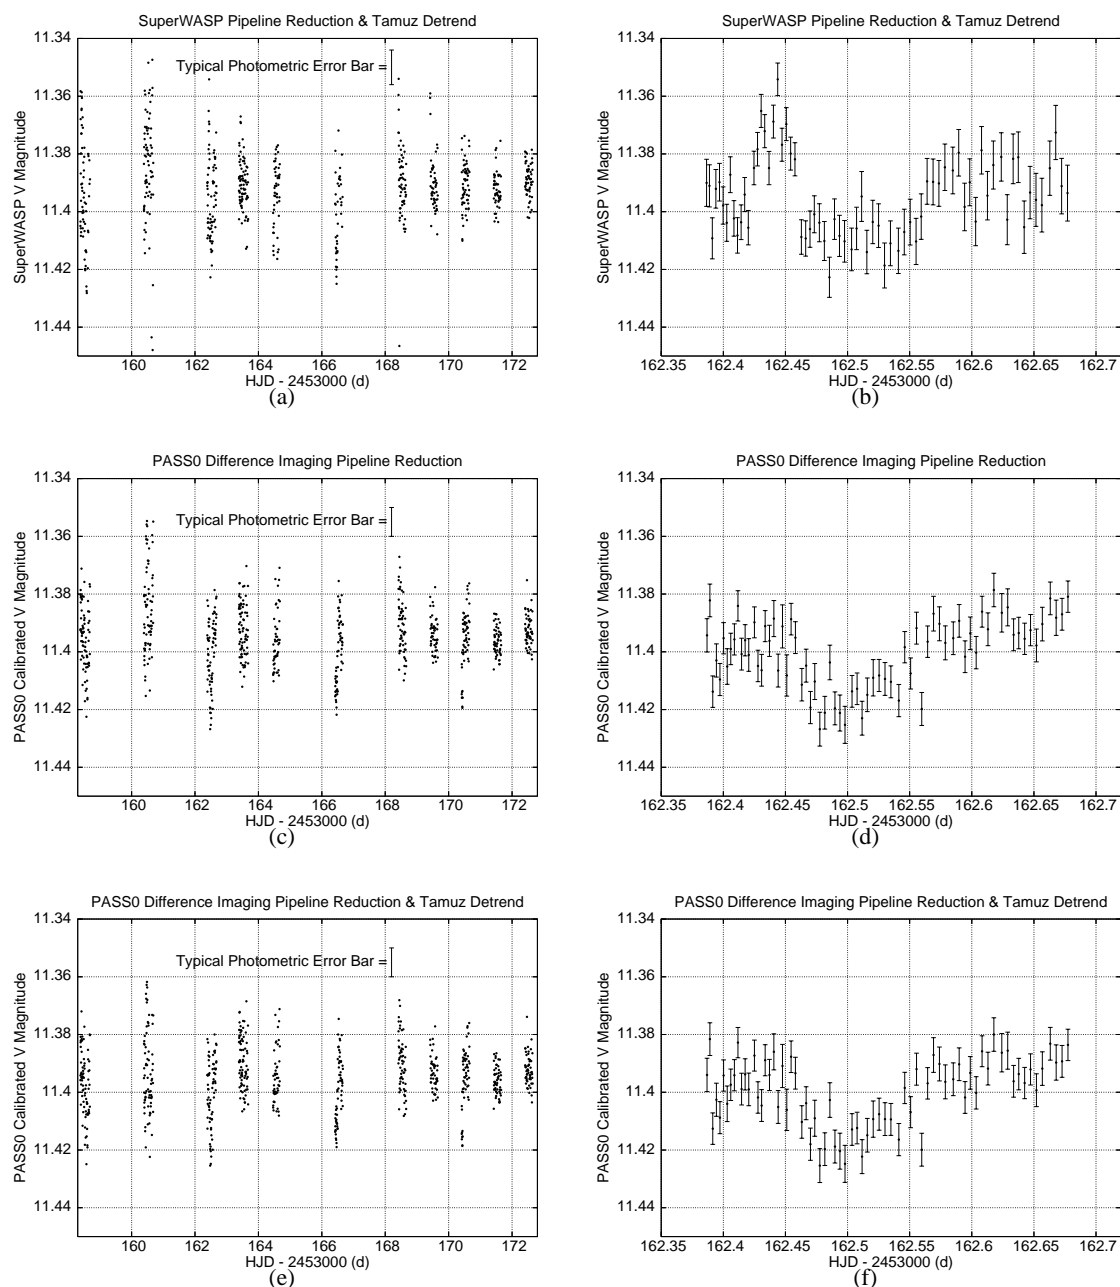 SuperWASP Pipeline Reduction & Tamuz Detrend
11.34
11.36
11.38
11.4
11.42
11.44
SuperWASP V Magnitude
Typical Photometric Error Bar =
160 162 164 166 168 170 172
HJD - 2453000 (d)
(a)
SuperWASP Pipeline Reduction & Tamuz Detrend
11.34
11.36
11.38
11.4
11.42
11.44
SuperWASP V Magnitude
162.35 162.4 162.45 162.5 162.55 162.6 162.65 162.7
HJD - 2453000 (d)
(b)
PASS0 Difference Imaging Pipeline Reduction
11.34
11.36
11.38
11.4
11.42
11.44
PASS0 Calibrated V Magnitude
Typical Photometric Error Bar =
160 162 164 166 168 170 172
HJD - 2453000 (d)
(c)
PASS0 Difference Imaging Pipeline Reduction
11.34
11.36
11.38
11.4
11.42
11.44
PASS0 Calibrated V Magnitude
162.35 162.4 162.45 162.5 162.55 162.6 162.65 162.7
HJD - 2453000 (d)
(d)
PASS0 Difference Imaging Pipeline Reduction & Tamuz Detrend
11.34
11.36
11.38
11.4
11.42
11.44
PASS0 Calibrated V Magnitude
Typical Photometric Error Bar =
160 162 164 166 168 170 172
HJD - 2453000 (d)
(e)
PASS0 Difference Imaging Pipeline Reduction & Tamuz Detrend
11.34
11.36
11.38
11.4
11.42
11.44
PASS0 Calibrated V Magnitude
162.35 162.4 162.45 162.5 162.55 162.6 162.65 162.7
HJD - 2453000 (d)
(f)